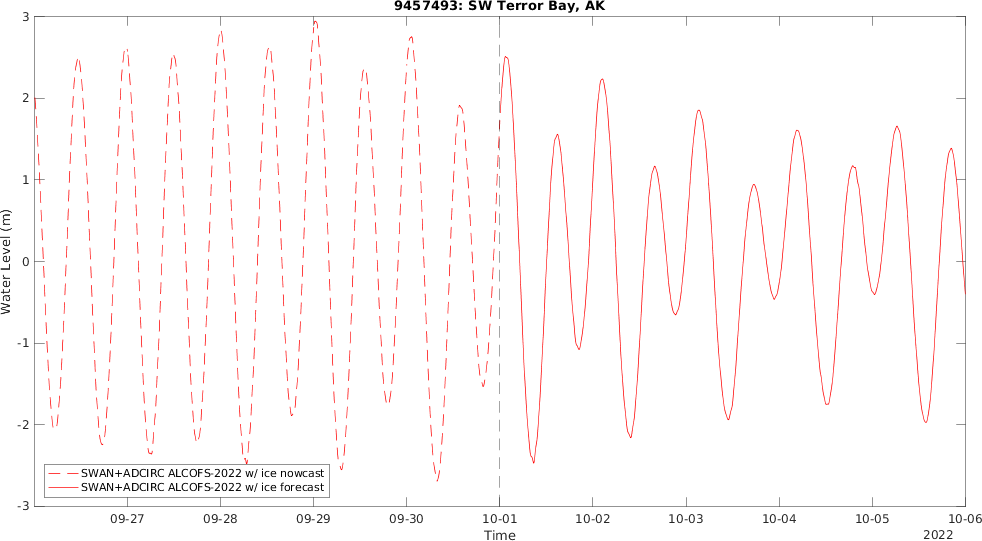 9457493: SW Terror Bay, AK
3
2
1
0
-1
-2
-3
Water Level (m)
SWAN+ADCIRC ALCOFS-2022 w/ ice nowcast
SWAN+ADCIRC ALCOFS-2022 w/ ice forecast
09-27 09-28 09-29 09-30 10-01 10-02 10-03 10-04 10-05 10-06
Time
2022